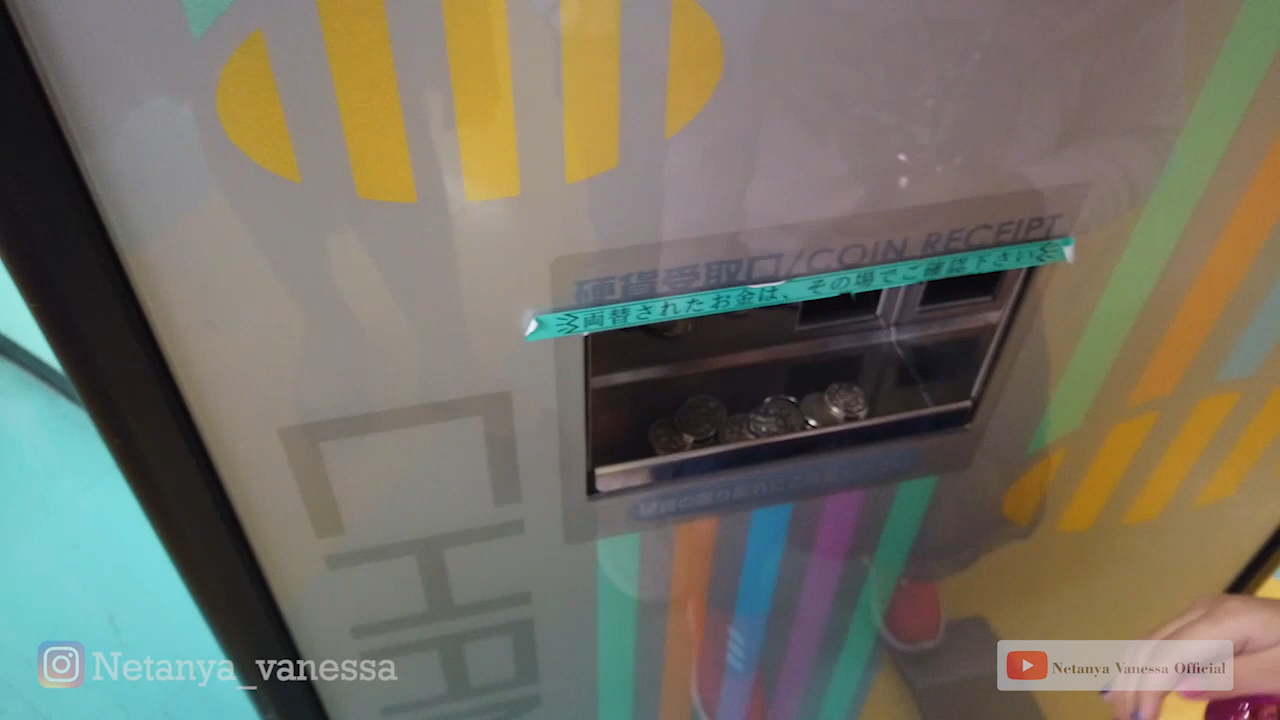 硬貨受取口/COIN RECEIPT
両替されたお金は、その場でご確認下さい
CHAN
Netanya_vanessa
Netanya Vanessa Official